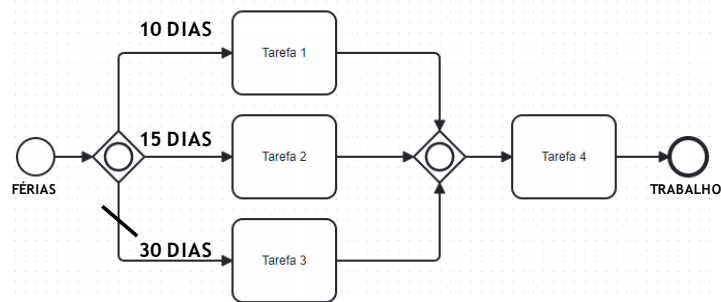 10 DIAS
Tarefa 1
15 DIAS
Tarefa 2
Tarefa 4
FÉRIAS
TRABALHO
30 DIAS
Tarefa 3